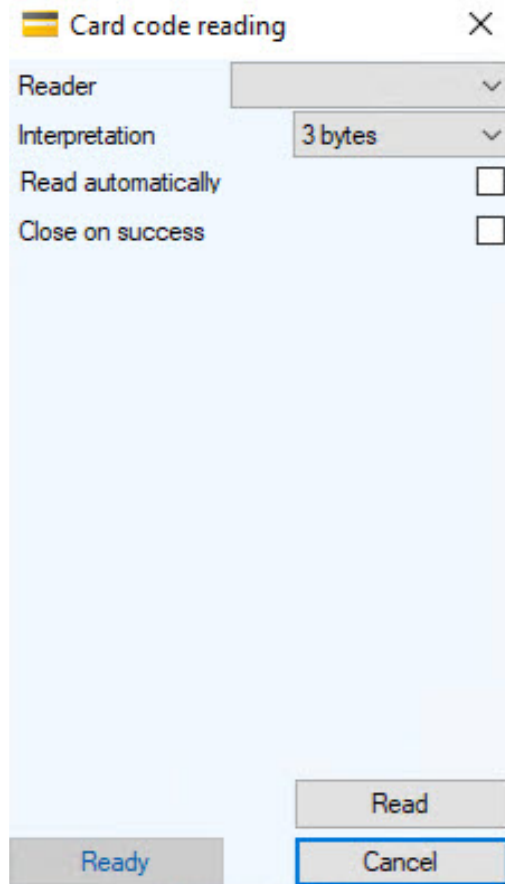 Card code reading
Reader
Interpretation 3 bytes
Read automatically
Close on success
Read
Ready Cancel